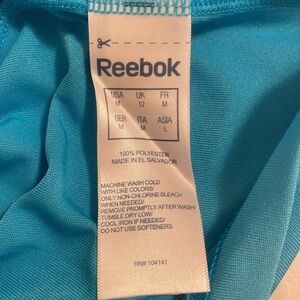 Reebok
USA UK FR
M 12 M
GER ITA ASIA
M M L
100% POLYESTER
MADE IN EL SALVADOR
MACHINE WASH COLD
WITH LIKE COLORS/
ONLY NON-CHLORINE BLEACH
WHEN NEEDED/
REMOVE PROMPTLY AFTER WASH/
TUMBLE DRY LOW/
COOL IRON IF NEEDED/
DO NOT USE SOFTENERS
RN# 104141